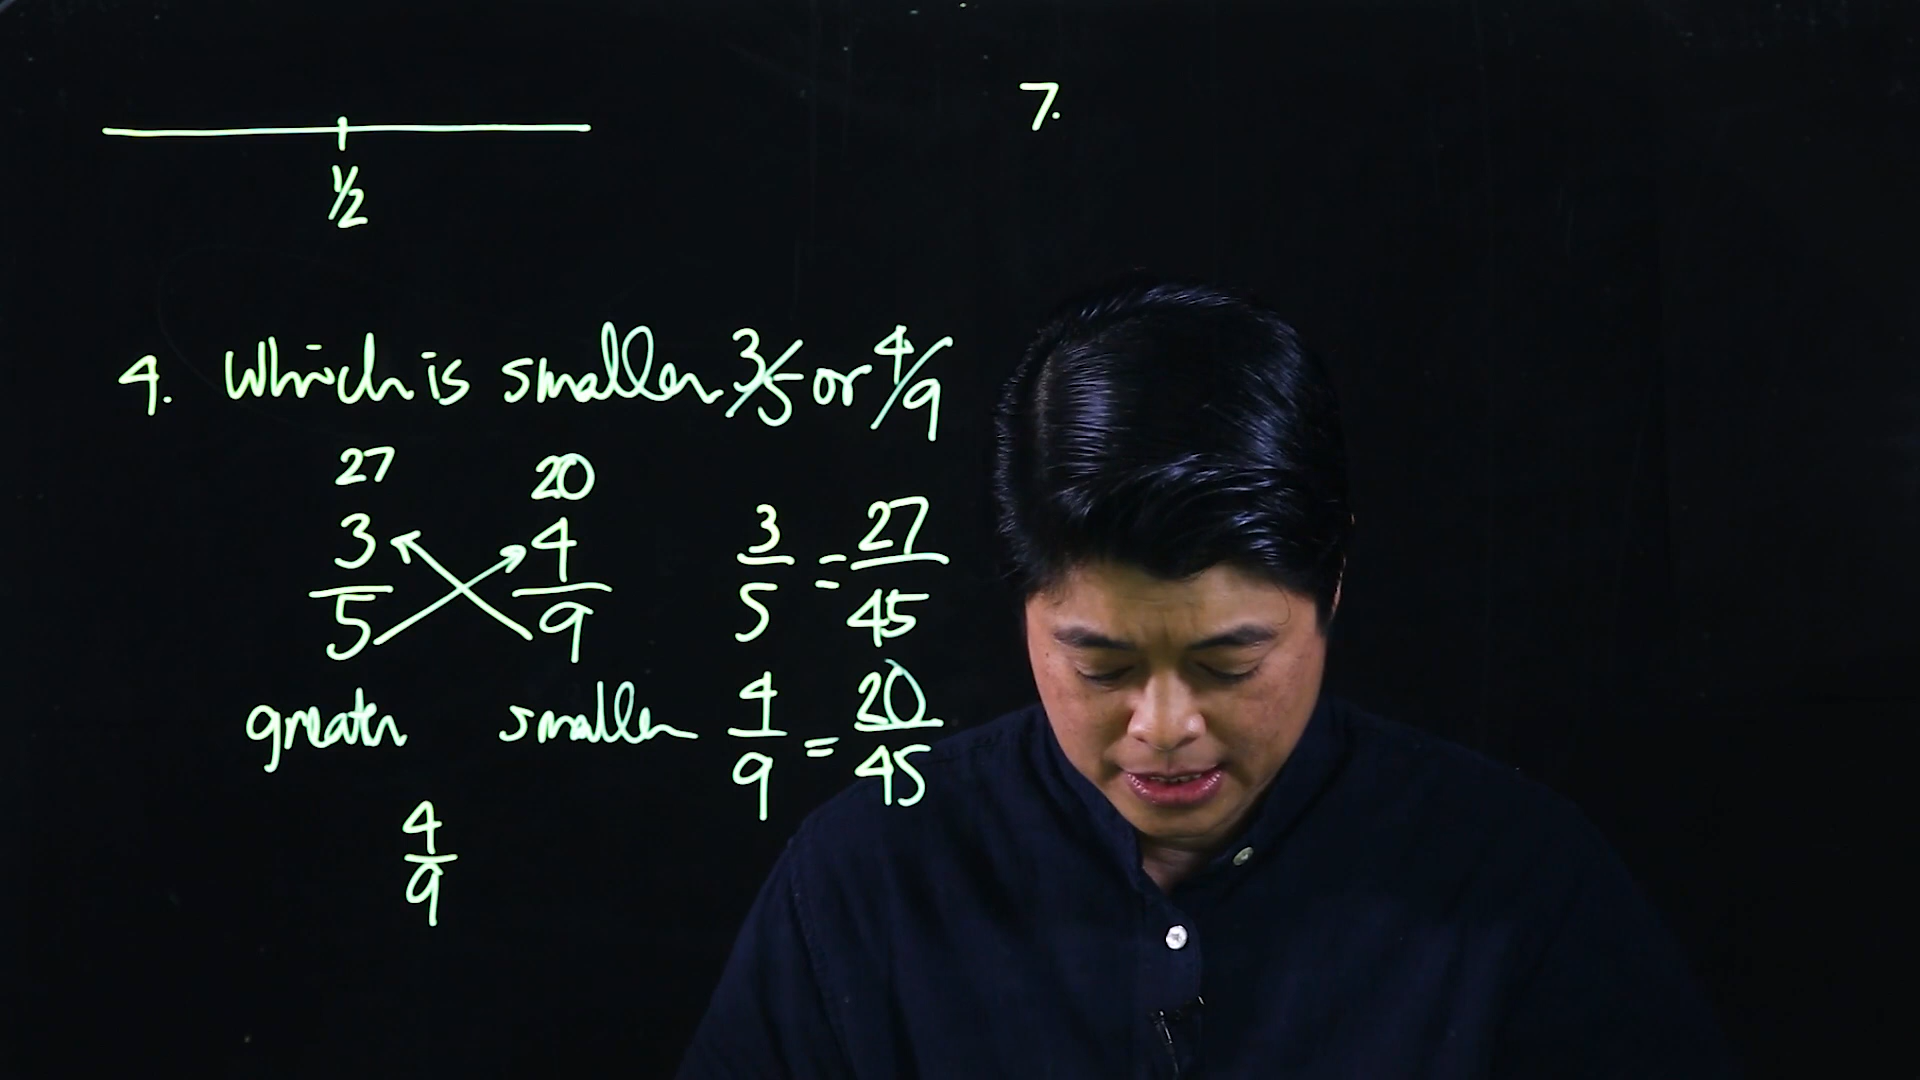 1/2
4. Which is smaller 3/5 or 4/9
27 20
3/5 4/9
greater smaller
4/9
3/5 = 27/45
4/9 = 20/45
7.